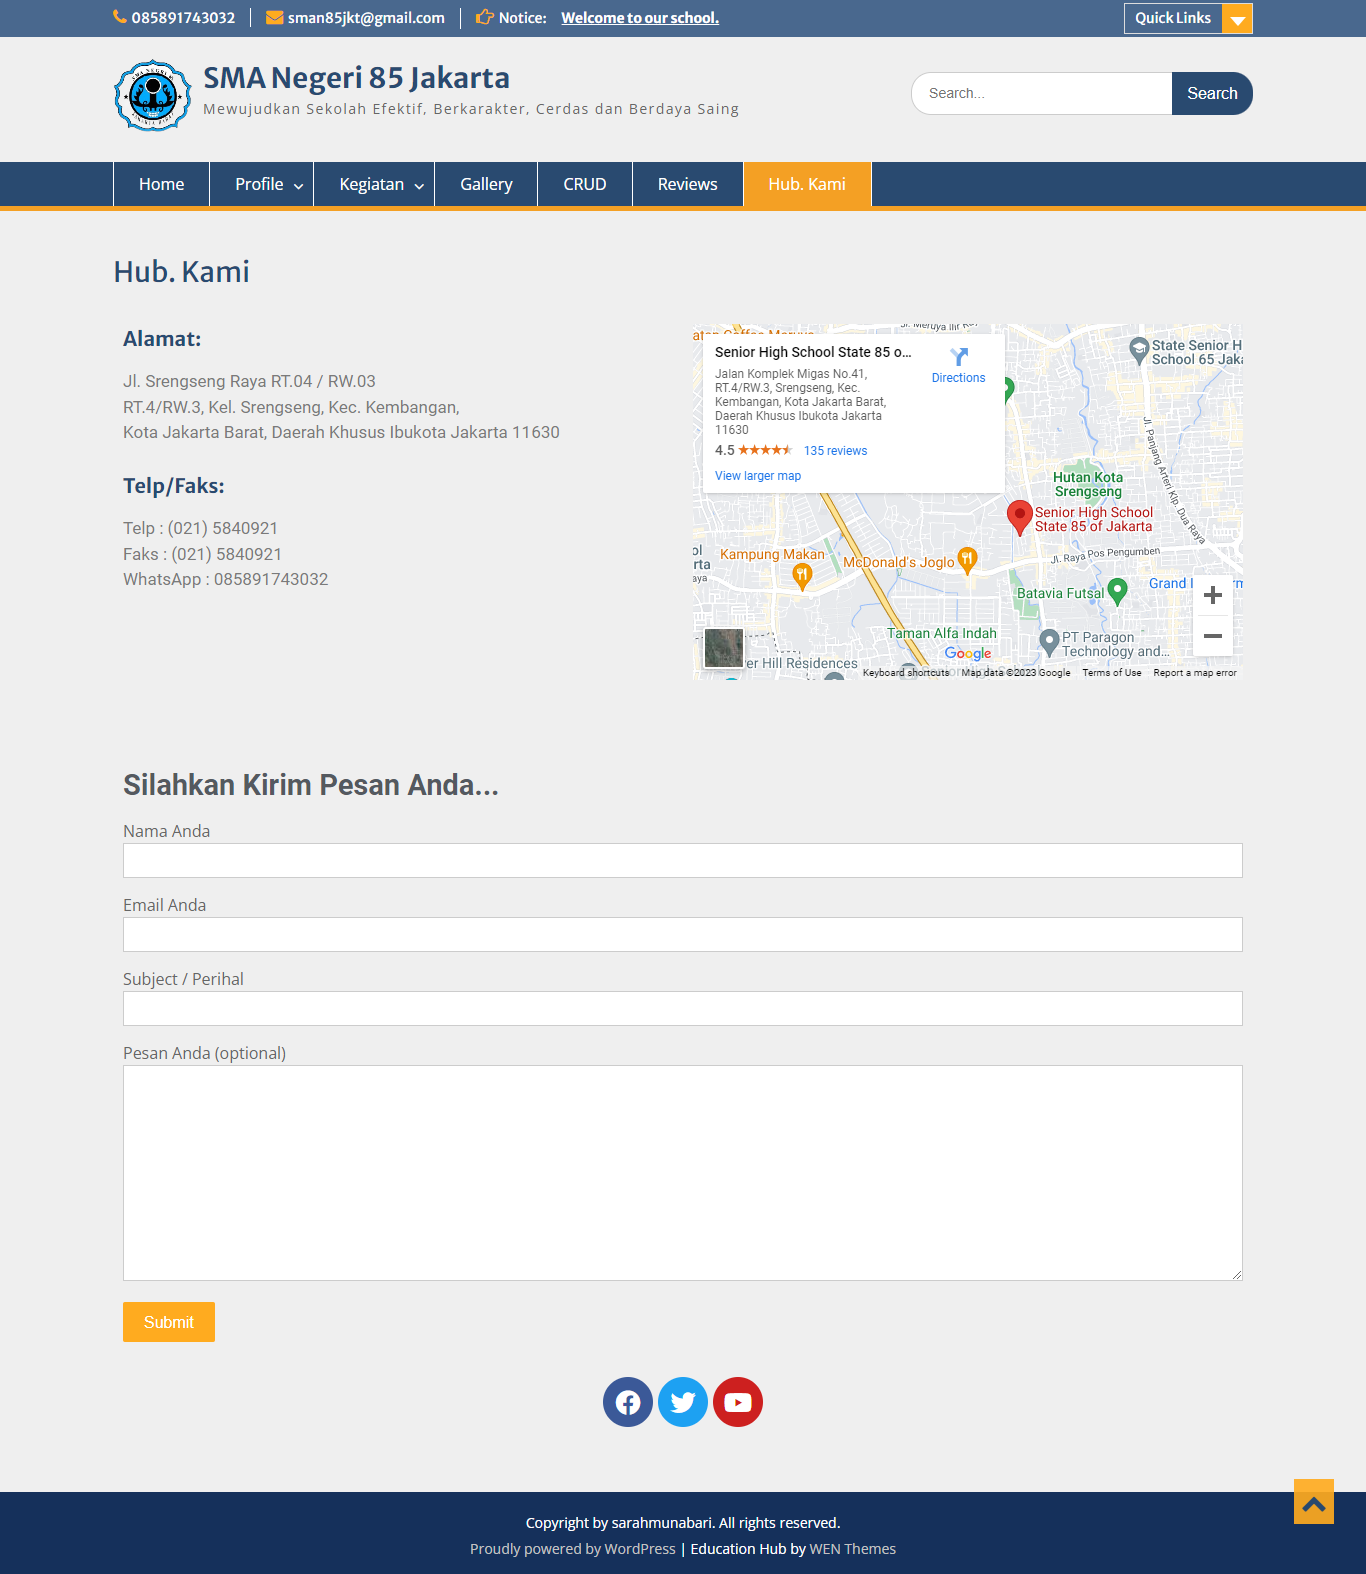 085891743032 sman85jkt@gmail.com Notice: Welcome to our school. Quick Links
SMA Negeri 85 Jakarta
Mewujudkan Sekolah Efektif, Berkarakter, Cerdas dan Berdaya Saing
Search...
Search
Home Profile Kegiatan Gallery CRUD Reviews Hub. Kami
Hub. Kami
Alamat:
Jl. Srengseng Raya RT.04 / RW.03
RT.4/RW.3, Kel. Srengseng, Kec. Kembangan,
Kota Jakarta Barat, Daerah Khusus Ibukota Jakarta 11630
Telp/Faks:
Telp : (021) 5840921
Faks : (021) 5840921
WhatsApp : 085891743032
Senior High School State 85 o...
Jalan Komplek Migas No.41,
RT.4/RW.3, Srengseng, Kec.
Kembangan, Kota Jakarta Barat,
Daerah Khusus Ibukota Jakarta
11630
4.5 135 reviews
View larger map
Directions
Jl. Meruya Ilir
State Senior H
School 65 Jaka
Jl. Panjang Arteri Klp. Dua Raya
Hutan Kota
Srengseng
Senior High School
State 85 of Jakarta
Kampung Makan
McDonald's Joglo
Jl. Raya Pos Pengumben
Batavia Futsal
Grand
Taman Alfa Indah
PT Paragon
Technology and...
er Hill Residences
Google
Keyboard shortcuts Map data ©2023 Google Terms of Use Report a map error
Silahkan Kirim Pesan Anda...
Nama Anda
Email Anda
Subject / Perihal
Pesan Anda (optional)
Submit
Copyright by sarahmunabari. All rights reserved.
Proudly powered by WordPress | Education Hub by WEN Themes